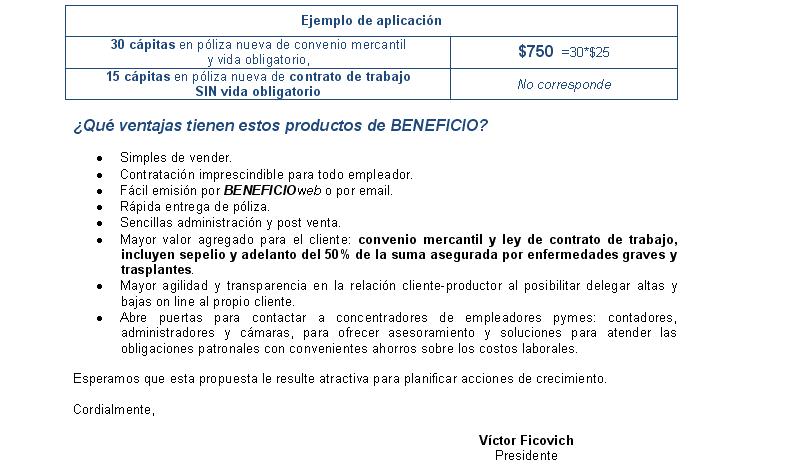 Ejemplo de aplicación
30 cápitas en póliza nueva de convenio mercantil
y vida obligatorio,
$750 =30*$25
15 cápitas en póliza nueva de contrato de trabajo
SIN vida obligatorio
No corresponde
¿Qué ventajas tienen estos productos de BENEFICIO?
• Simples de vender.
• Contratación imprescindible para todo empleador.
• Fácil emisión por BENEFICIOweb o por email.
• Rápida entrega de póliza.
• Sencillas administración y post venta.
• Mayor valor agregado para el cliente: convenio mercantil y ley de contrato de trabajo,
incluyen sepelio y adelanto del 50% de la suma asegurada por enfermedades graves y
trasplantes.
• Mayor agilidad y transparencia en la relación cliente-productor al posibilitar delegar altas y
bajas on line al propio cliente.
• Abre puertas para contactar a concentradores de empleadores pymes: contadores,
administradores y cámaras, para ofrecer asesoramiento y soluciones para atender las
obligaciones patronales con convenientes ahorros sobre los costos laborales.
Esperamos que esta propuesta le resulte atractiva para planificar acciones de crecimiento.
Cordialmente,
Víctor Ficovich
Presidente